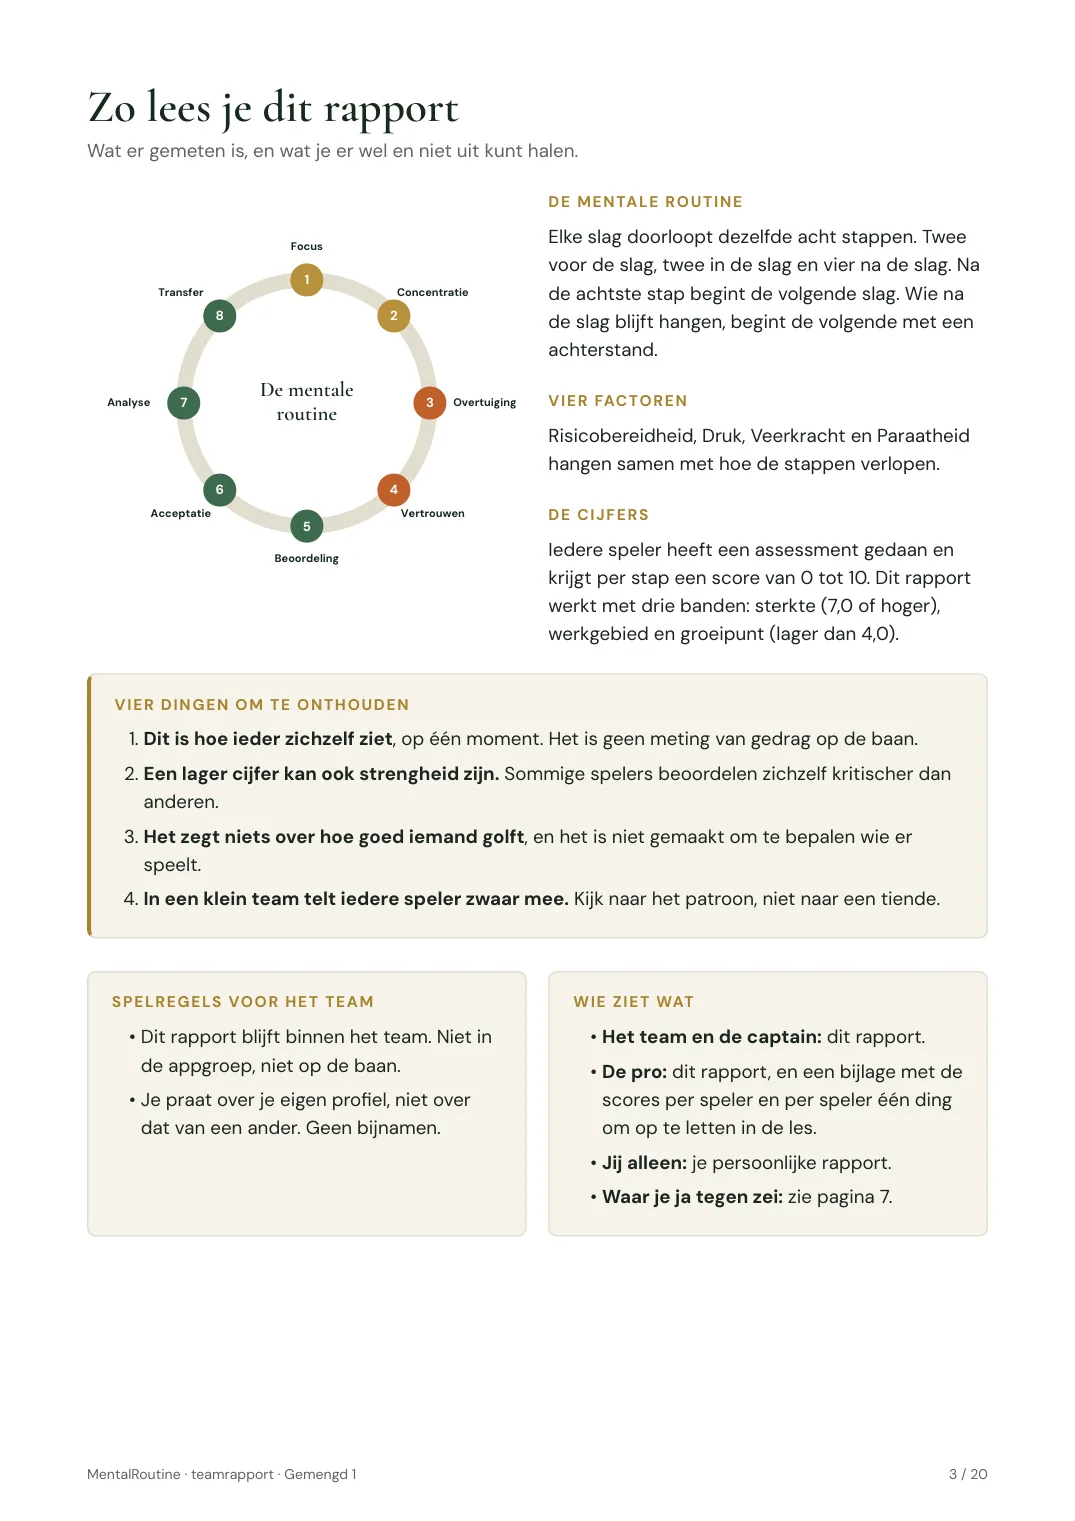 Zo lees je dit rapport
Wat er gemeten is, en wat je er wel en niet uit kunt halen.
Focus
1
Concentratie
2
Overtuiging
3
Vertrouwen
4
Beoordeling
5
Acceptatie
6
Analyse
7
Transfer
8
De mentale
routine
DE MENTALE ROUTINE
Elke slag doorloopt dezelfde acht stappen. Twee
voor de slag, twee in de slag en vier na de slag. Na
de achtste stap begint de volgende slag. Wie na
de slag blijft hangen, begint de volgende met een
achterstand.
VIER FACTOREN
Risicobereidheid, Druk, Veerkracht en Paraatheid
hangen samen met hoe de stappen verlopen.
DE CIJFERS
Iedere speler heeft een assessment gedaan en
krijgt per stap een score van 0 tot 10. Dit rapport
werkt met drie banden: sterkte (7,0 of hoger),
werkgebied en groeipunt (lager dan 4,0).
VIER DINGEN OM TE ONTHOUDEN
1. Dit is hoe ieder zichzelf ziet, op één moment. Het is geen meting van gedrag op de baan.
2. Een lager cijfer kan ook strengheid zijn. Sommige spelers beoordelen zichzelf kritischer dan
anderen.
3. Het zegt niets over hoe goed iemand golft, en het is niet gemaakt om te bepalen wie er
speelt.
4. In een klein team telt iedere speler zwaar mee. Kijk naar het patroon, niet naar een tiende.
SPELREGELS VOOR HET TEAM
• Dit rapport blijft binnen het team. Niet in
de appgroep, niet op de baan.
• Je praat over je eigen profiel, niet over
dat van een ander. Geen bijnamen.
WIE ZIET WAT
• Het team en de captain: dit rapport.
• De pro: dit rapport, en een bijlage met de
scores per speler en per speler één ding
om op te letten in de les.
• Jij alleen: je persoonlijke rapport.
• Waar je ja tegen zei: zie pagina 7.
MentalRoutine · teamrapport · Gemengd 1
3 / 20